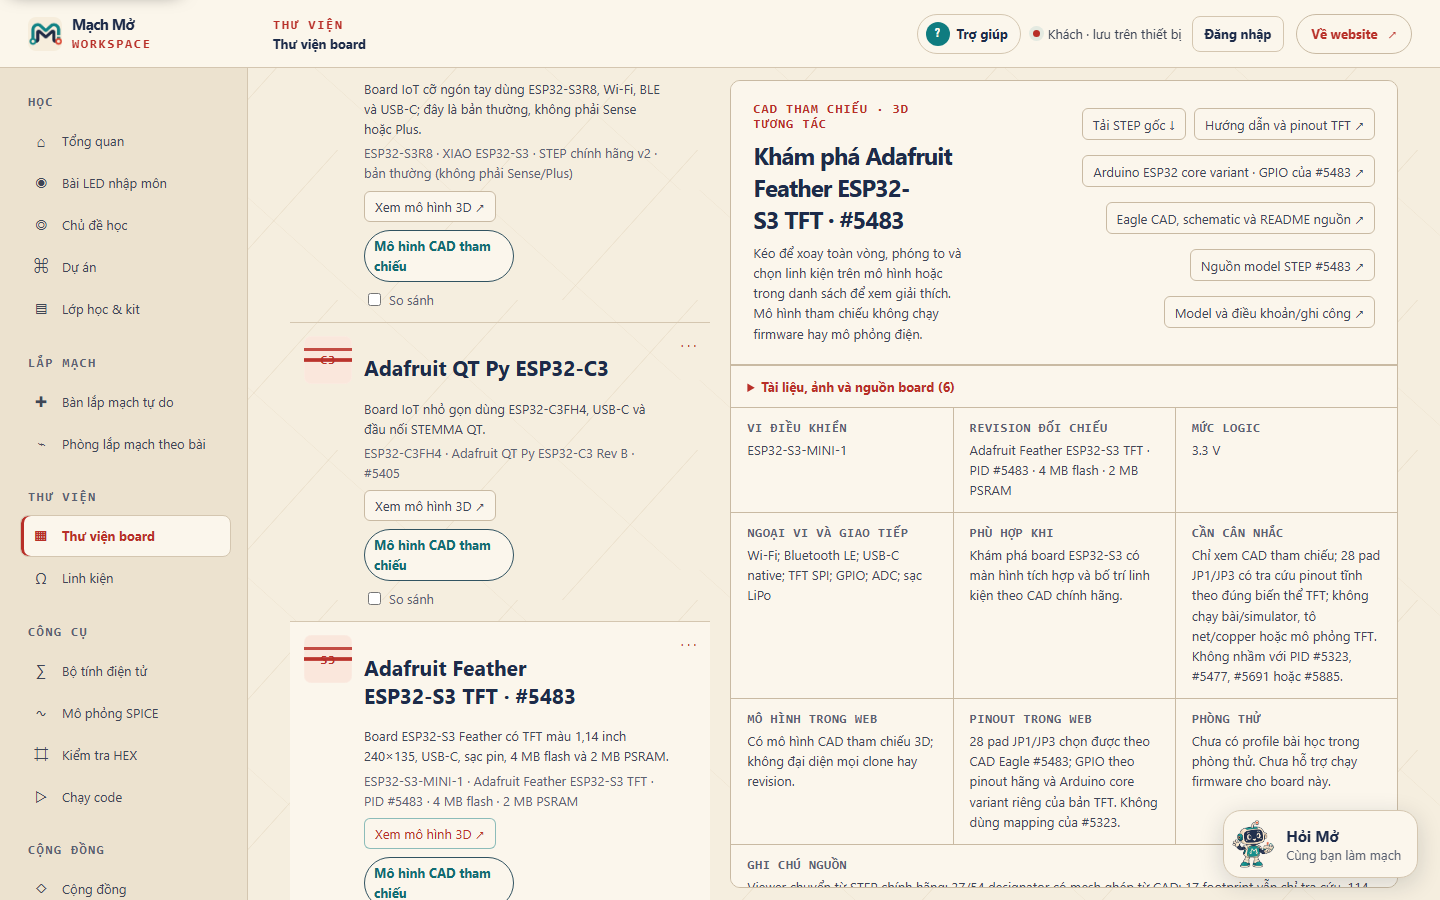 Mạch Mở
WORKSPACE
THƯ VIỆN
Thư viện board
? Trợ giúp
Khách · lưu trên thiết bị
Đăng nhập
Về website ↗
HỌC
Tổng quan
Bài LED nhập môn
Chủ đề học
Dự án
Lớp học & kit
LẮP MẠCH
Bàn lắp mạch tự do
Phòng lắp mạch theo bài
THƯ VIỆN
Thư viện board
Linh kiện
CÔNG CỤ
Bộ tính điện tử
Mô phỏng SPICE
Kiểm tra HEX
Chạy code
CỘNG ĐỒNG
Cộng đồng
Board IoT cỡ ngón tay dùng ESP32-S3R8, Wi-Fi, BLE
và USB-C; đây là bản thường, không phải Sense
hoặc Plus.
ESP32-S3R8 · XIAO ESP32-S3 · STEP chính hãng v2 ·
bản thường (không phải Sense/Plus)
Xem mô hình 3D ↗
Mô hình CAD tham
chiếu
So sánh
C3
...
Adafruit QT Py ESP32-C3
Board IoT nhỏ gọn dùng ESP32-C3FH4, USB-C và
đầu nối STEMMA QT.
ESP32-C3FH4 · Adafruit QT Py ESP32-C3 Rev B ·
#5405
Xem mô hình 3D ↗
Mô hình CAD tham
chiếu
So sánh
...
Adafruit Feather
ESP32-S3 TFT · #5483
Board ESP32-S3 Feather có TFT màu 1,14 inch
240×135, USB-C, sạc pin, 4 MB flash và 2 MB PSRAM.
ESP32-S3-MINI-1 · Adafruit Feather ESP32-S3 TFT ·
PID #5483 · 4 MB flash · 2 MB PSRAM
Xem mô hình 3D ↗
Mô hình CAD tham
chiếu
CAD THAM CHIẾU · 3D
TƯƠNG TÁC
Khám phá Adafruit
Feather ESP32-
S3 TFT · #5483
Kéo để xoay toàn vòng, phóng to và
chọn linh kiện trên mô hình hoặc
trong danh sách để xem giải thích.
Mô hình tham chiếu không chạy
firmware hay mô phỏng điện.
Tải STEP gốc ↓
Hướng dẫn và pinout TFT ↗
Arduino ESP32 core variant · GPIO của #5483 ↗
Eagle CAD, schematic và README nguồn ↗
Nguồn model STEP #5483 ↗
Model và điều khoản/ghi công ↗
▶ Tài liệu, ảnh và nguồn board (6)
VI ĐIỀU KHIỂN
ESP32-S3-MINI-1
REVISION ĐỐI CHIẾU
Adafruit Feather ESP32-S3 TFT ·
PID #5483 · 4 MB flash · 2 MB
PSRAM
MỨC LOGIC
3.3 V
NGOẠI VI VÀ GIAO TIẾP
Wi-Fi; Bluetooth LE; USB-C
native; TFT SPI; GPIO; ADC; sạc
LiPo
PHÙ HỢP KHI
Khám phá board ESP32-S3 có
màn hình tích hợp và bố trí linh
kiện theo CAD chính hãng.
CẦN CÂN NHẮC
Chỉ xem CAD tham chiếu; 28 pad
JP1/JP3 có tra cứu pinout tĩnh
theo đúng biến thể TFT; không
chạy bài/simulator, tô
net/copper hoặc mô phỏng TFT.
Không nhầm với PID #5323,
#5477, #5691 hoặc #5885.
MÔ HÌNH TRONG WEB
Có mô hình CAD tham chiếu 3D;
không đại diện mọi clone hay
revision.
PINOUT TRONG WEB
28 pad JP1/JP3 chọn được theo
CAD Eagle #5483; GPIO theo
pinout hãng và Arduino core
variant riêng của bản TFT. Không
dùng mapping của #5323.
PHÒNG THỬ
Chưa có profile bài học trong
phòng thử. Chưa hỗ trợ chạy
firmware cho board này.
GHI CHÚ NGUỒN
Viewer chuyển từ STEP chính hãng; 37/54 designator có mesh ghép từ CAD; 17 footprint vẫn chỉ tra cứu. 114
Hỏi Mở
Cùng bạn làm mạch